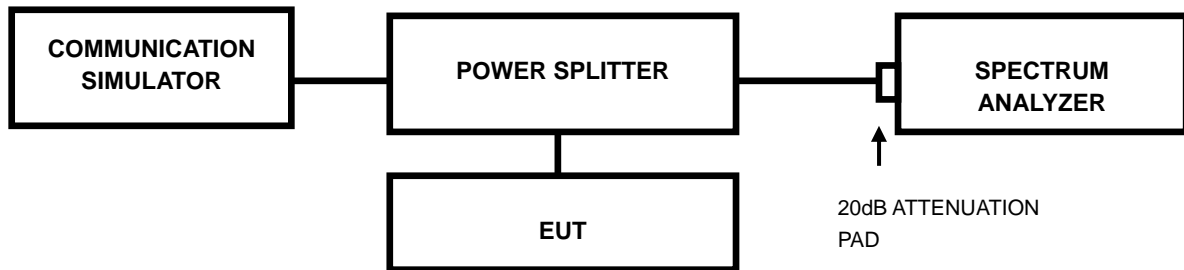 COMMUNICATION
SIMULATOR
POWER SPLITTER
SPECTRUM
ANALYZER
EUT
20dB ATTENUATION
PAD